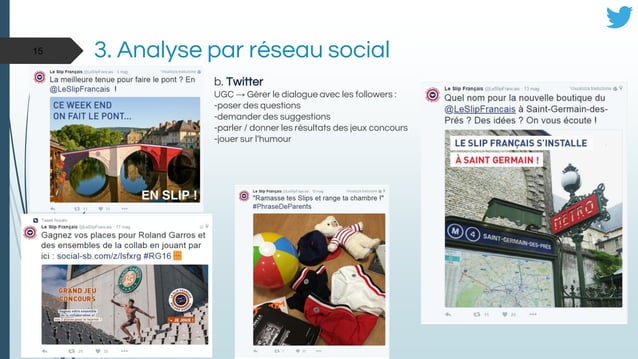 15
3. Analyse par réseau social
b. Twitter
UGC → Gérer le dialogue avec les followers :
-poser des questions
-demander des suggestions
-parler / donner les résultats des jeux concours
-jouer sur l'humour
Le Slip Français @LeSlipFrancais · 5 mag
La meilleure tenue pour faire le pont ? En
@LeSlipFrancais !
CE WEEK END
ON FAIT LE PONT...
EN SLIP !
Le Slip Français @LeSlipFrancais · 17 mag
Gagnez vos places pour Roland Garros et
des ensembles de la collab en jouant par
ici : social-sb.com/z/lsfxrg #RG16
GRAND JEU
CONCOURS
JE JOUE !
Le Slip Français @LeSlipFrancais
"Ramasse tes Slips et range ta chambre !"
#PhraseDeParents
Le Slip Français @LeSlipFrancais · 13 mag
Quel nom pour la nouvelle boutique du
@LeSlipFrancais à Saint-Germain-des-
Prés ? Des idées ? On vous écoute !
LE SLIP FRANÇAIS S'INSTALLE
À SAINT GERMAIN !
METRO
M 4 SAINT-GERMAIN-DES-PRÉS